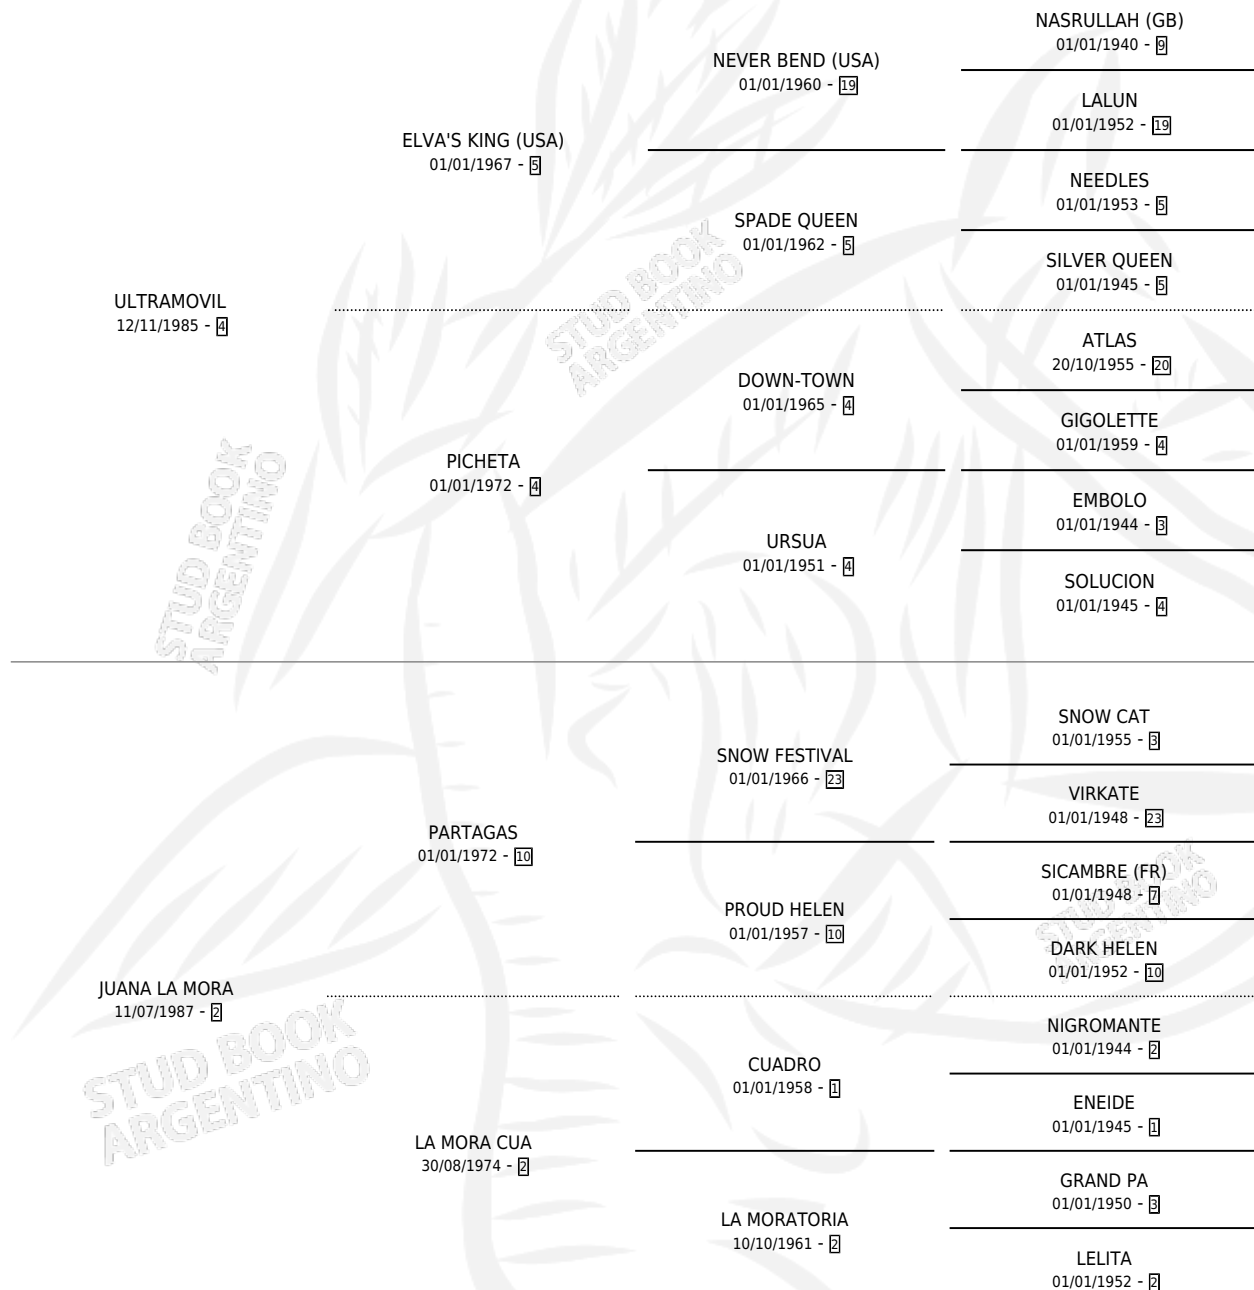 NASRULLAH (GB)
01/01/1940 - 9
NEVER BEND (USA)
01/01/1960 - 19
LALUN
01/01/1952 - 19
ELVA'S KING (USA)
01/01/1967 - 5
NEEDLES
01/01/1953 - 5
SPADE QUEEN
01/01/1962 - 5
SILVER QUEEN
01/01/1945 - 5
ULTRAMOVIL
12/11/1985 - 4
ATLAS
20/10/1955 - 20
DOWN-TOWN
01/01/1965 - 4
GIGOLETTE
01/01/1959 - 4
PICHETA
01/01/1972 - 4
EMBOLO
01/01/1944 - 3
URSUA
01/01/1951 - 4
SOLUCION
01/01/1945 - 4
STUD BOOK
ARGENTINO
STUD BOOK
ARGENTINO
SNOW CAT
01/01/1955 - 3
SNOW FESTIVAL
01/01/1966 - 23
VIRKATE
01/01/1948 - 23
PARTAGAS
01/01/1972 - 10
SICAMBRE (FR)
01/01/1948 - 7
PROUD HELEN
01/01/1957 - 10
DARK HELEN
01/01/1952 - 10
JUANA LA MORA
11/07/1987 - 2
NIGROMANTE
01/01/1944 - 2
CUADRO
01/01/1958 - 1
ENEIDE
01/01/1945 - 1
LA MORA CUA
30/08/1974 - 2
GRAND PA
01/01/1950 - 3
LA MORATORIA
10/10/1961 - 2
LELITA
01/01/1952 - 2
STUD BOOK
ARGENTINO
STUD BOOK
ARGENTINO